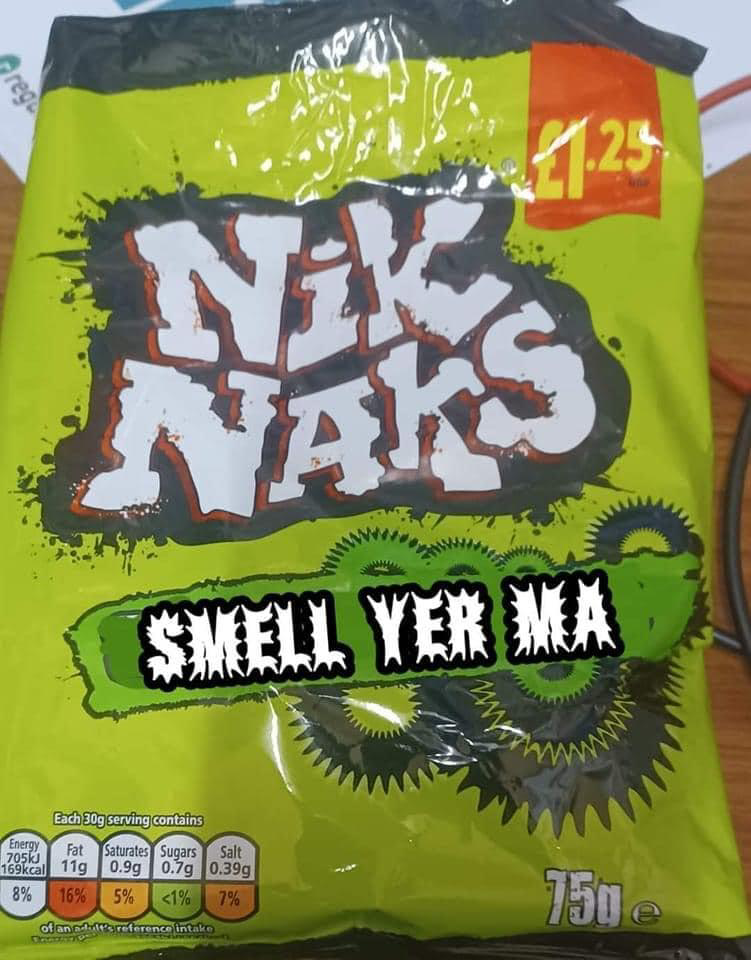 regu
£1.25
NiK
NAKS
SMELL YER MA
Each 30g serving contains
Energy Fat Saturates Sugars Salt
705kJ 11g 0.9g 0.7g 0.39g
169kcal
8% 16% 5% <1% 7%
of an adult's reference intake
75g e